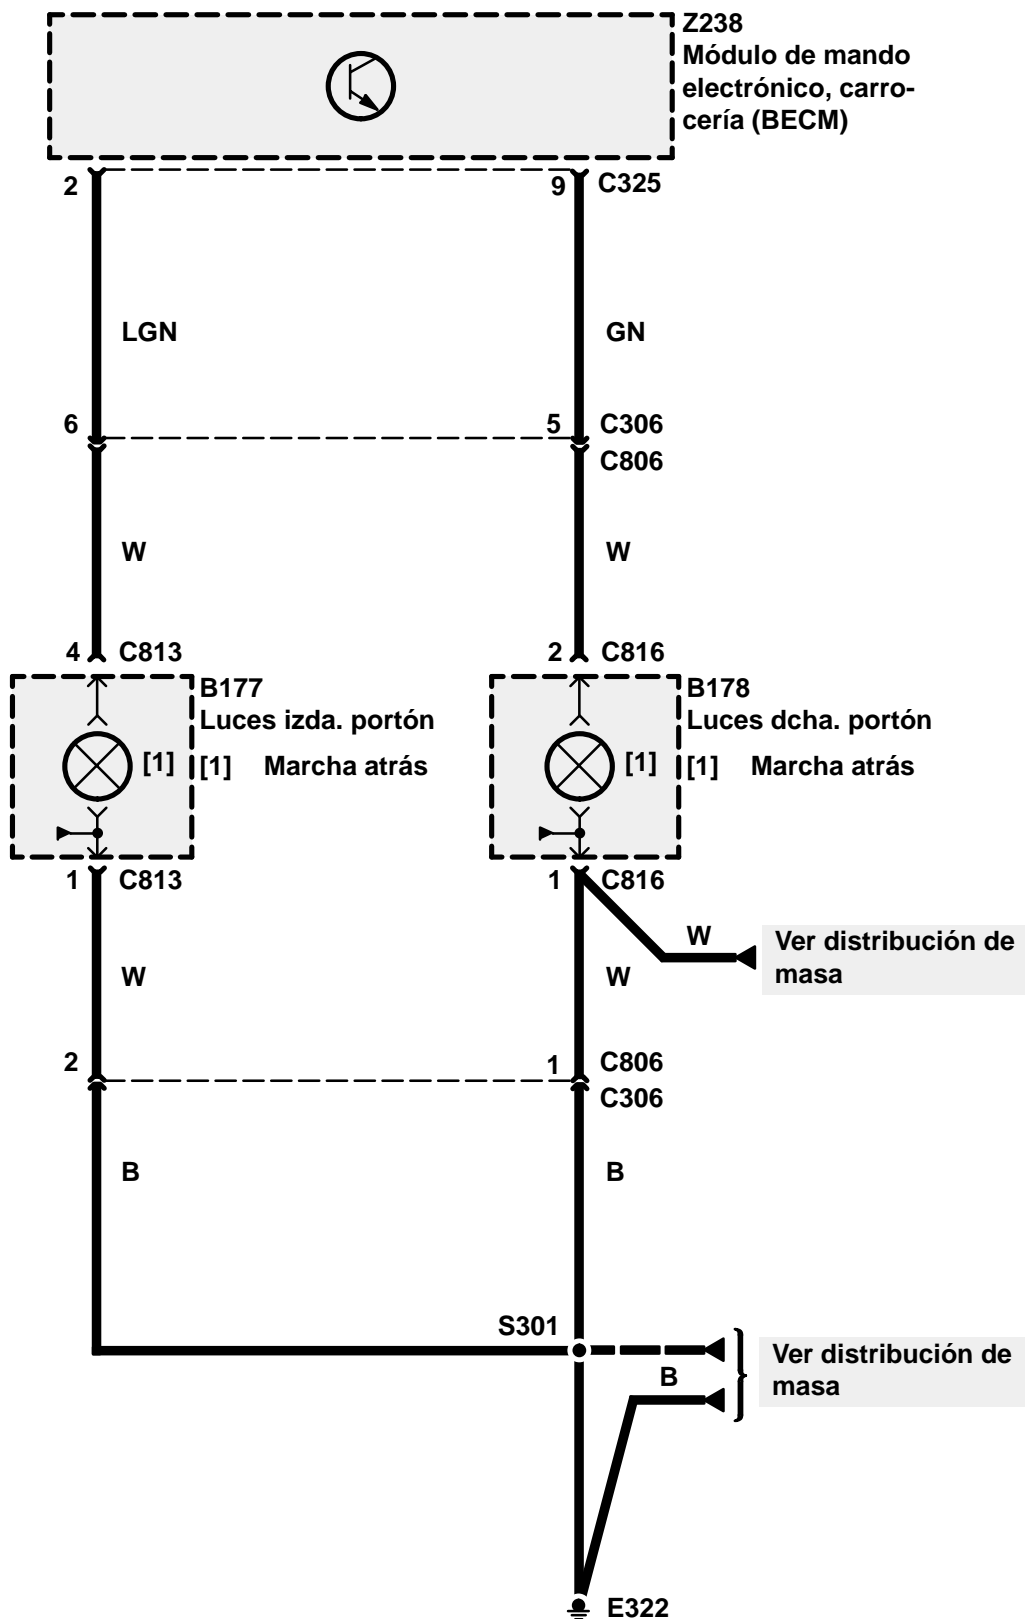 Z238
Módulo de mando
electrónico, carro-
cería (BECM)
2
9 C325
LGN
GN
6
5 C306
C806
W
W
4 C813
2 C816
B177
Luces izda. portón
[1]
[1] Marcha atrás
B178
Luces dcha. portón
[1]
[1] Marcha atrás
1 C813
1 C816
W
Ver distribución de
masa
W
W
2
1 C806
C306
B
B
S301
B
Ver distribución de
masa
E322